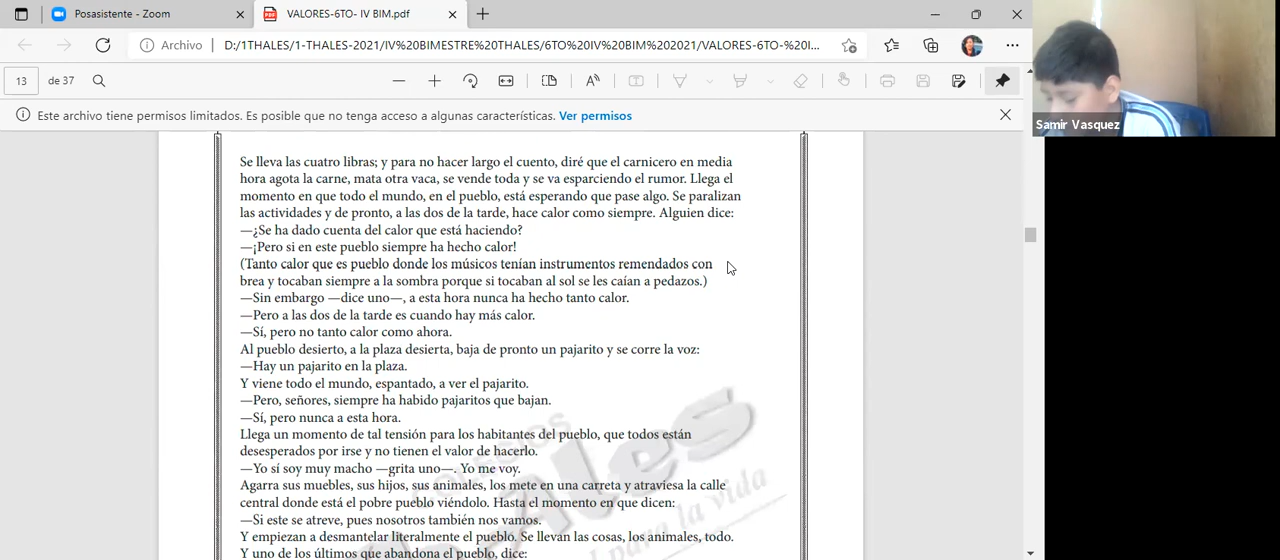 Posasistente - Zoom
VALORES-6TO- IV BIM.pdf
Archivo
D:/1THALES/1-THALES-2021/IV%20BIMESTRE%20THALES/6TO%20IV%20BIM%202021/VALORES-6TO-%20I...
13 de 37
Este archivo tiene permisos limitados. Es posible que no tenga acceso a algunas características. Ver permisos
Samir Vasquez
Se lleva las cuatro libras; y para no hacer largo el cuento, diré que el carnicero en media
hora agota la carne, mata otra vaca, se vende toda y se va esparciendo el rumor. Llega el
momento en que todo el mundo, en el pueblo, está esperando que pase algo. Se paralizan
las actividades y de pronto, a las dos de la tarde, hace calor como siempre. Alguien dice:
—¿Se ha dado cuenta del calor que está haciendo?
—¡Pero si en este pueblo siempre ha hecho calor!
(Tanto calor que es pueblo donde los músicos tenían instrumentos remendados con
brea y tocaban siempre a la sombra porque si tocaban al sol se les caían a pedazos.)
—Sin embargo —dice uno—, a esta hora nunca ha hecho tanto calor.
—Pero a las dos de la tarde es cuando hay más calor.
—Sí, pero no tanto calor como ahora.
Al pueblo desierto, a la plaza desierta, baja de pronto un pajarito y se corre la voz:
—Hay un pajarito en la plaza.
Y viene todo el mundo, espantado, a ver el pajarito.
—Pero, señores, siempre ha habido pajaritos que bajan.
—Sí, pero nunca a esta hora.
Llega un momento de tal tensión para los habitantes del pueblo, que todos están
desesperados por irse y no tienen el valor de hacerlo.
—Yo sí soy muy macho —grita uno—. Yo me voy.
Agarra sus muebles, sus hijos, sus animales, los mete en una carreta y atraviesa la calle
central donde está el pobre pueblo viéndolo. Hasta el momento en que dicen:
—Si este se atreve, pues nosotros también nos vamos.
Y empiezan a desmantelar literalmente el pueblo. Se llevan las cosas, los animales, todo.
Y uno de los últimos que abandona el pueblo, dice: